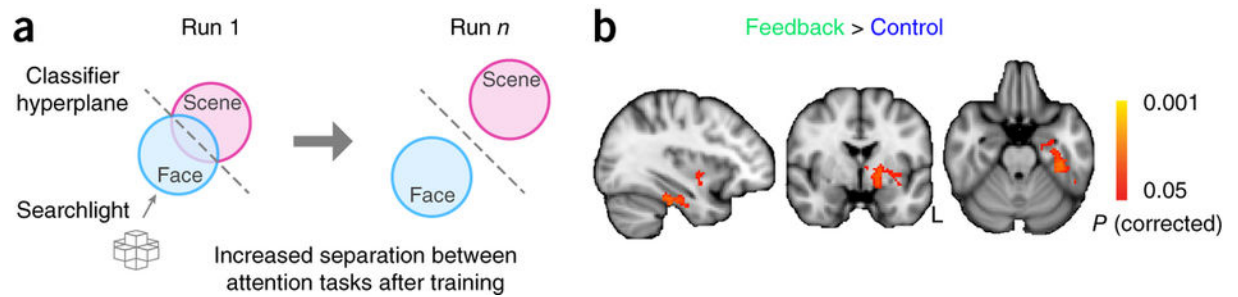 a
Run 1
Run n
Classifier
hyperplane
Scene
Face
Scene
Face
Searchlight
Increased separation between
attention tasks after training
b
Feedback > Control
L
0.001
0.05
P (corrected)